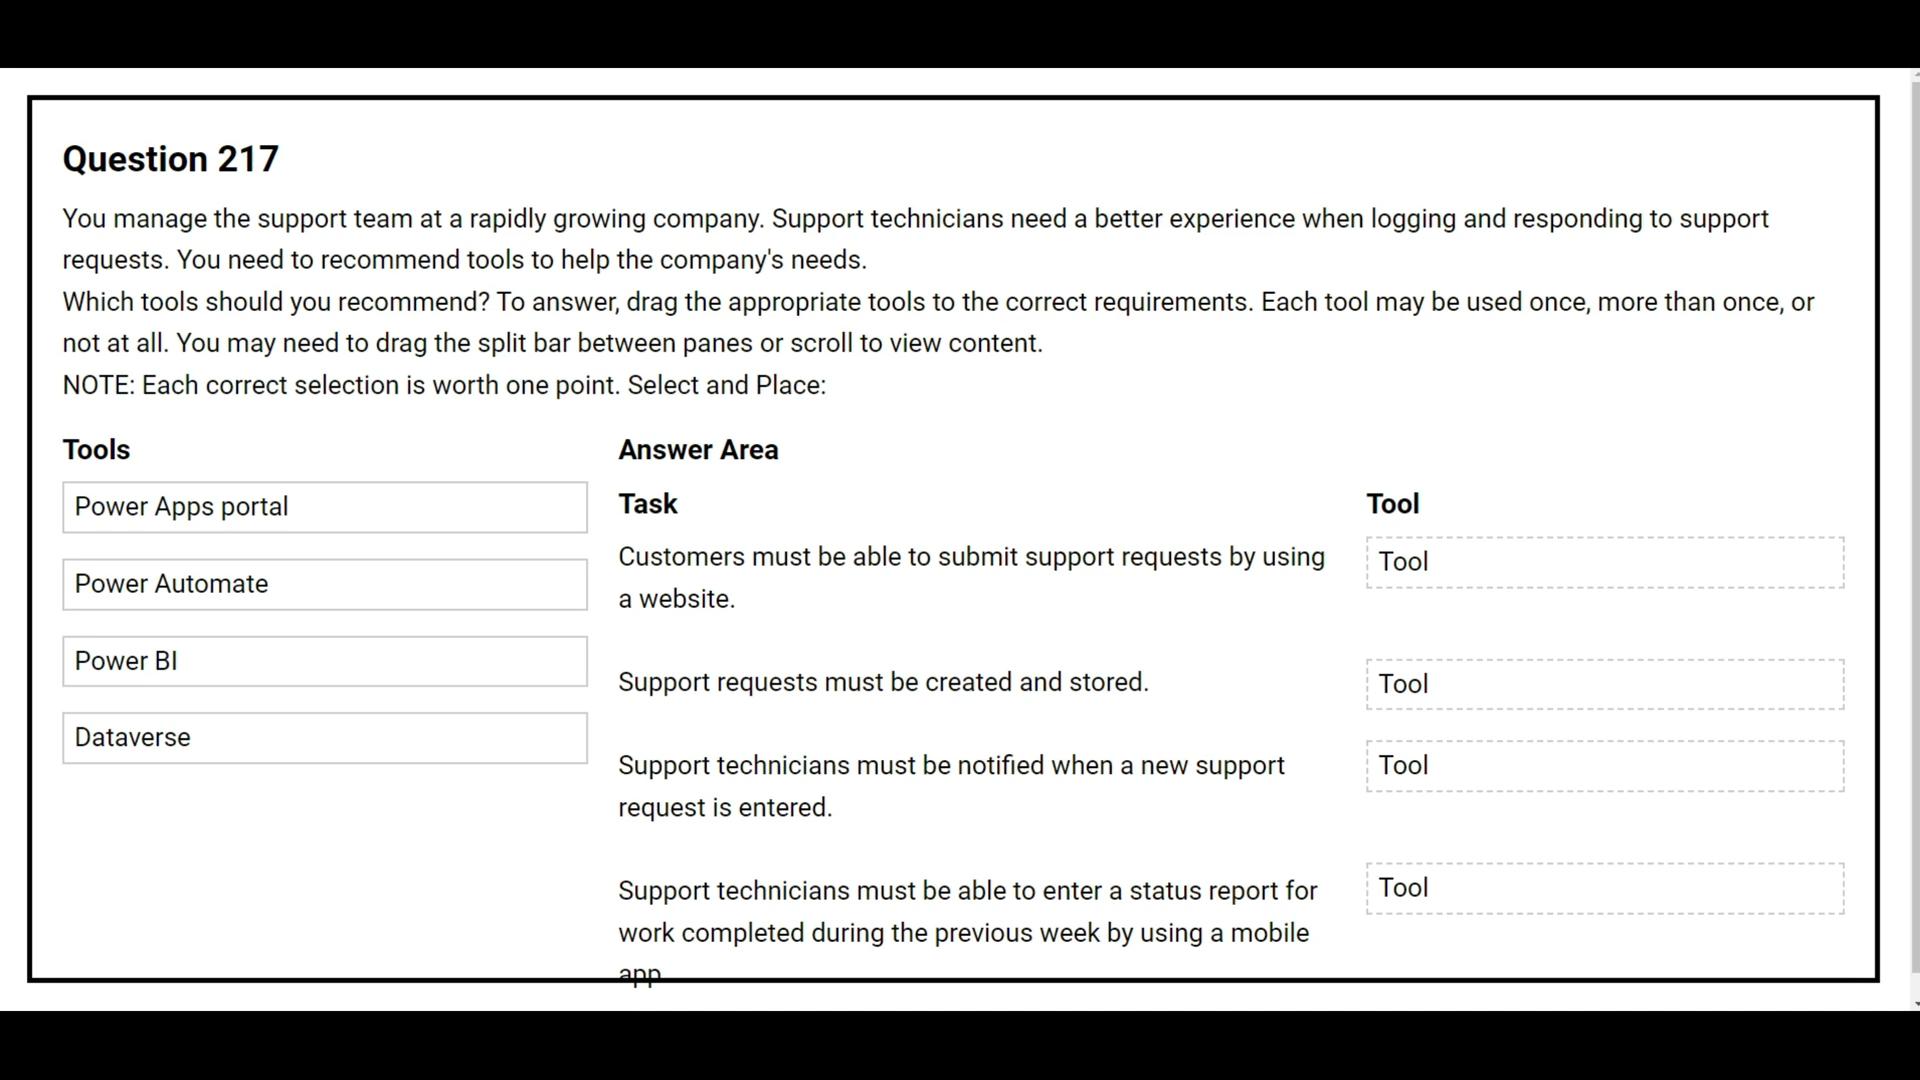 Question 217
You manage the support team at a rapidly growing company. Support technicians need a better experience when logging and responding to support
requests. You need to recommend tools to help the company's needs.
Which tools should you recommend? To answer, drag the appropriate tools to the correct requirements. Each tool may be used once, more than once, or
not at all. You may need to drag the split bar between panes or scroll to view content.
NOTE: Each correct selection is worth one point. Select and Place:
Tools
Power Apps portal
Power Automate
Power BI
Dataverse
Answer Area
Task
Tool
Customers must be able to submit support requests by using
a website.
Tool
Support requests must be created and stored.
Tool
Support technicians must be notified when a new support
request is entered.
Tool
Support technicians must be able to enter a status report for
work completed during the previous week by using a mobile
app
Tool